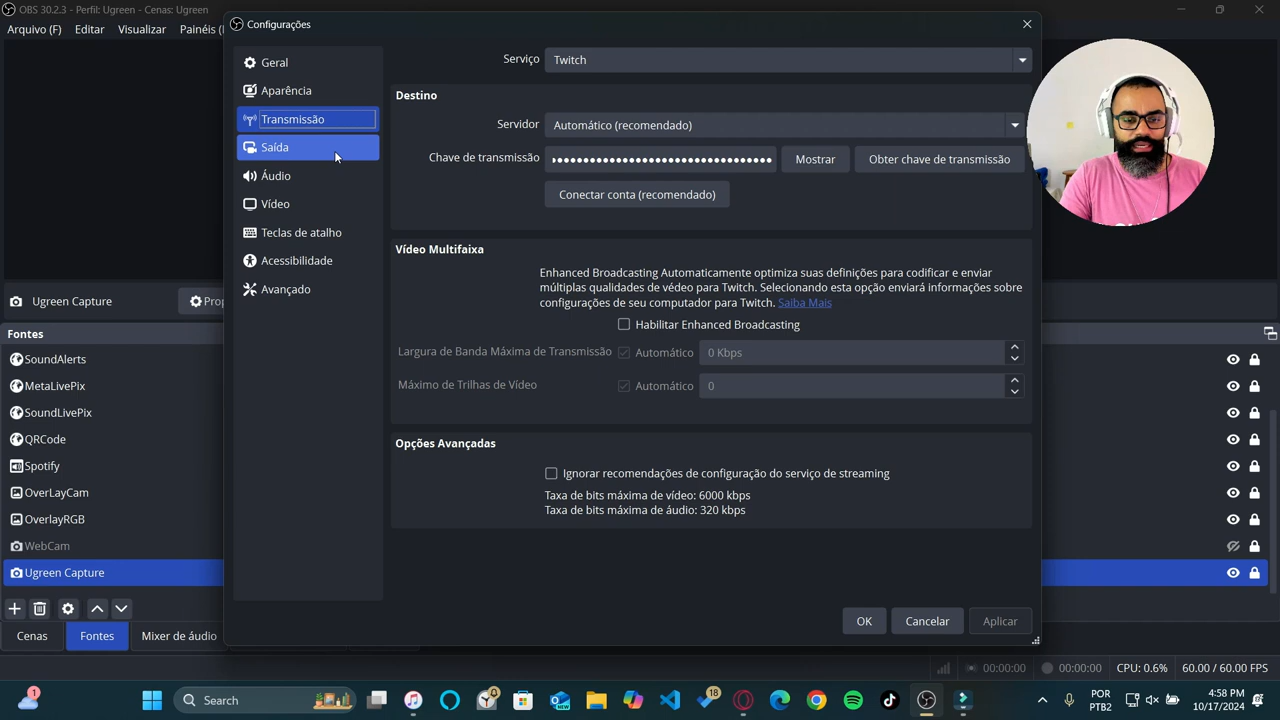 OBS 30.2.3 - Perfil: Ugreen - Cenas: Ugreen
Arquivo (F) Editar Visualizar Painéis
Configurações
Geral
Aparência
Transmissão
Saída
Áudio
Vídeo
Teclas de atalho
Acessibilidade
Avançado
Serviço Twitch
Destino
Servidor Automático (recomendado)
Chave de transmissão Mostrar Obter chave de transmissão
Conectar conta (recomendado)
Vídeo Multifaixa
Enhanced Broadcasting Automaticamente optimiza suas definições para codificar e enviar
múltiplas qualidades de védeo para Twitch. Selecionando esta opção enviará informações sobre
configurações de seu computador para Twitch. Saiba Mais
Habilitar Enhanced Broadcasting
Largura de Banda Máxima de Transmissão Automático 0 Kbps
Máximo de Trilhas de Vídeo Automático 0
Opções Avançadas
Ignorar recomendações de configuração do serviço de streaming
Taxa de bits máxima de vídeo: 6000 kbps
Taxa de bits máxima de áudio: 320 kbps
OK Cancelar Aplicar
Ugreen Capture
Fontes
SoundAlerts
MetaLivePix
SoundLivePix
QRCode
Spotify
OverLayCam
OverlayRGB
WebCam
Ugreen Capture
Cenas Fontes Mixer de áudio
00:00:00 00:00:00 CPU: 0.6% 60.00 / 60.00 FPS
1 Search 18 POR
PTB2
4:58 PM
10/17/2024